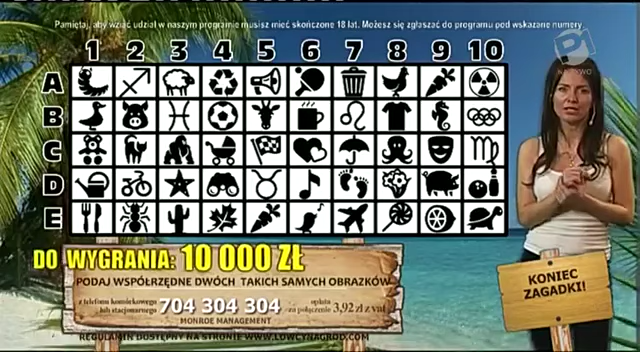 Pamiętaj, aby wziąć udział w naszym programie musisz mieć skończone 18 lat. Możesz się zgłaszać do programu pod wskazane numery
1 2 3 4 5 6 7 8 9 10
A
B
C
D
E
DO WYGRANIA: 10 000 ZŁ
PODAJ WSPÓŁRZĘDNE DWÓCH TAKICH SAMYCH OBRAZKÓW
z telefonu komórkowego
lub stacjonarnego
704 304 304
opłata
za połączenie 3,92 zł z vat
MONROE MANAGEMENT
REGULAMIN DOSTĘPNY NA STRONIE WWW.LOWCYNAGROD.COM
KONIEC
ZAGADKI!